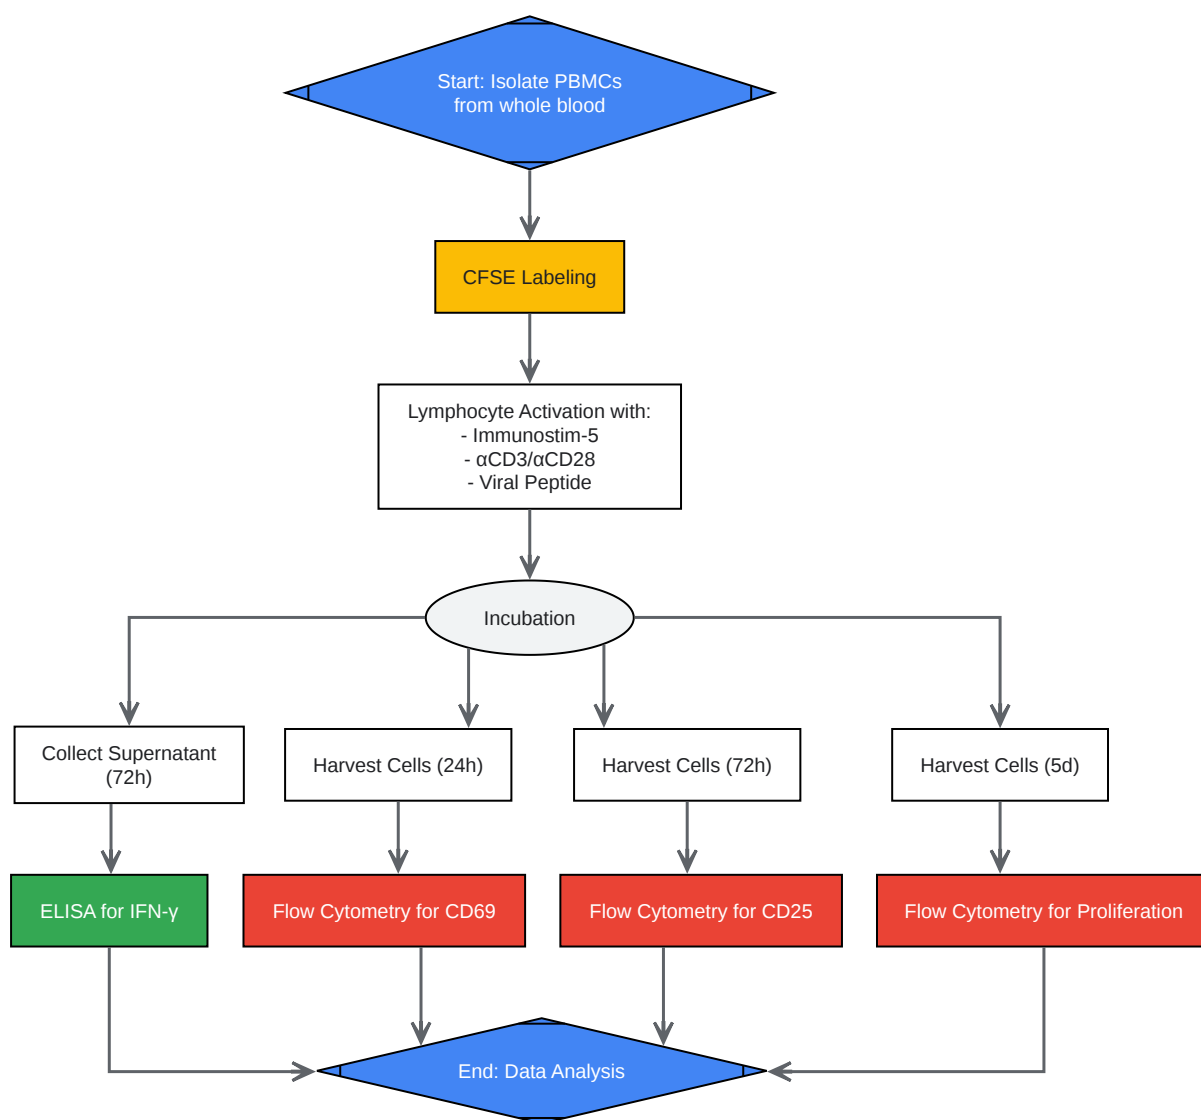 Start: Isolate PBMCs
from whole blood
CFSE Labeling
Lymphocyte Activation with:
- Immunostim-5
- αCD3/αCD28
- Viral Peptide
Incubation
Collect Supernatant
(72h)
Harvest Cells (24h)
Harvest Cells (72h)
Harvest Cells (5d)
ELISA for IFN-γ
Flow Cytometry for CD69
Flow Cytometry for CD25
Flow Cytometry for Proliferation
End: Data Analysis